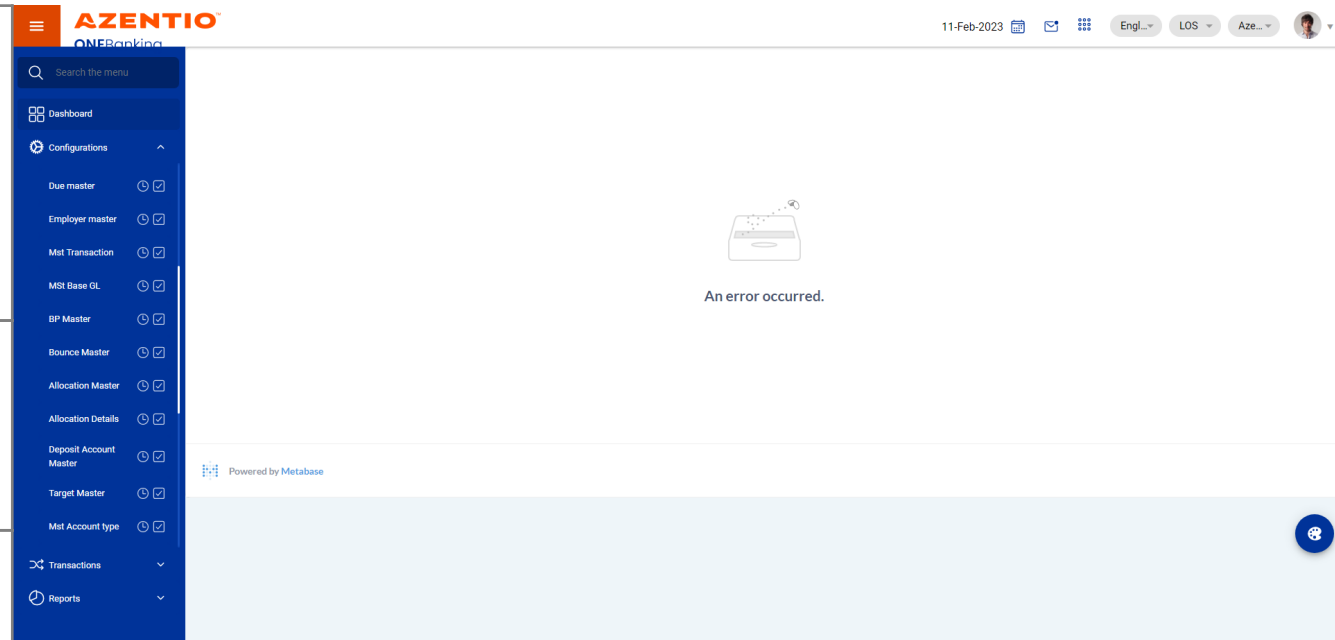 AZENTIO
ONEBanking
11-Feb-2023
Engl...
LOS
Aze...
Search the menu
Dashboard
Configurations
Due master
Employer master
Mst Transaction
MSt Base GL
BP Master
Bounce Master
Allocation Master
Allocation Details
Deposit Account
Master
Target Master
Mst Account type
Transactions
Reports
An error occurred.
Powered by Metabase